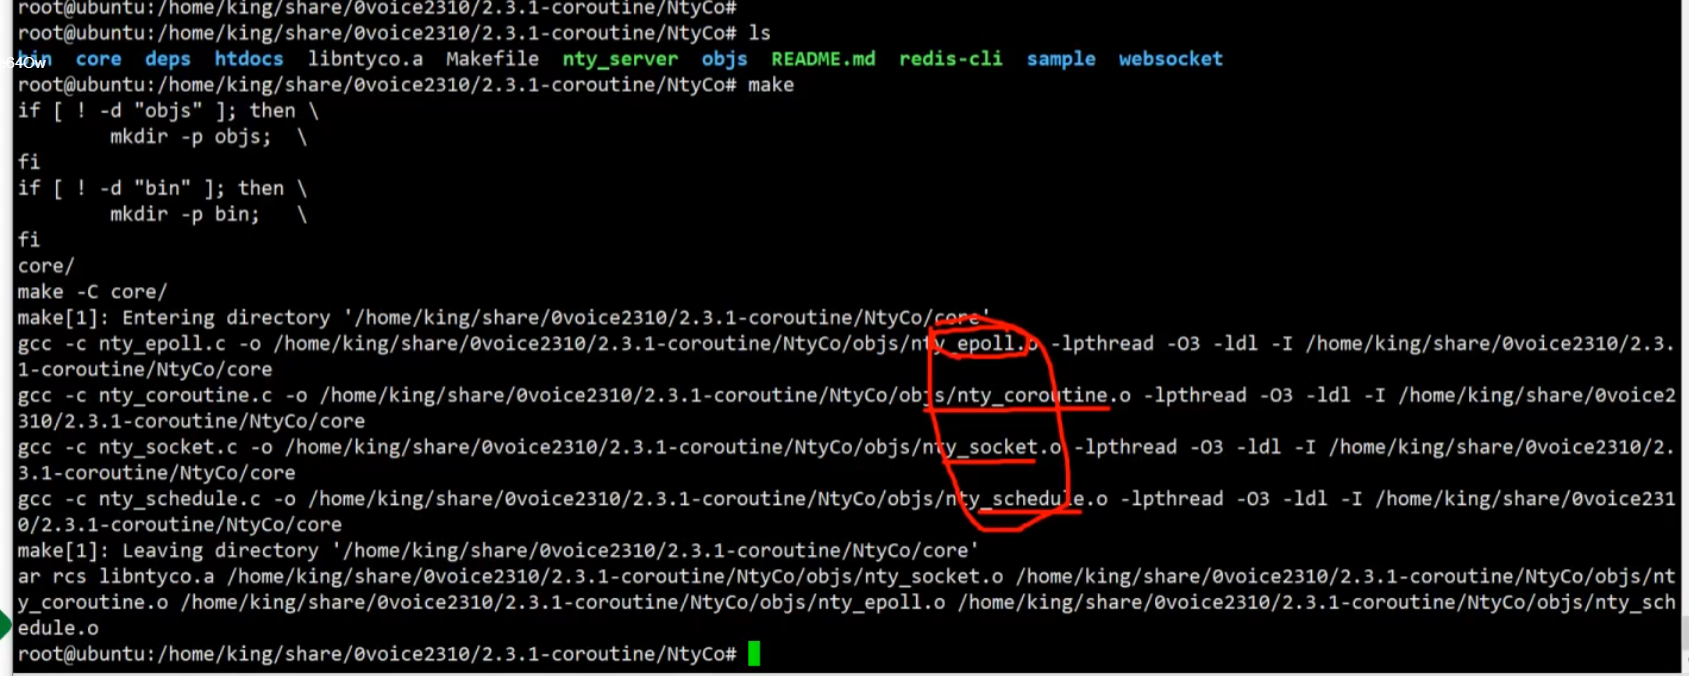 root@ubuntu:/home/king/share/0voice2310/2.3.1-coroutine/NtyCo#
root@ubuntu:/home/king/share/0voice2310/2.3.1-coroutine/NtyCo# ls
bin  core  deps  htdocs  libntyco.a  Makefile  nty_server  objs  README.md  redis-cli  sample  websocket
root@ubuntu:/home/king/share/0voice2310/2.3.1-coroutine/NtyCo# make
if [ ! -d "objs" ]; then \
        mkdir -p objs;  \
fi
if [ ! -d "bin" ]; then \
        mkdir -p bin;   \
fi
core/
make -C core/
make[1]: Entering directory '/home/king/share/0voice2310/2.3.1-coroutine/NtyCo/core'
gcc -c nty_epoll.c -o /home/king/share/0voice2310/2.3.1-coroutine/NtyCo/objs/nty_epoll.o -lpthread -O3 -ldl -I /home/king/share/0voice2310/2.3.
1-coroutine/NtyCo/core
gcc -c nty_coroutine.c -o /home/king/share/0voice2310/2.3.1-coroutine/NtyCo/objs/nty_coroutine.o -lpthread -O3 -ldl -I /home/king/share/0voice2
310/2.3.1-coroutine/NtyCo/core
gcc -c nty_socket.c -o /home/king/share/0voice2310/2.3.1-coroutine/NtyCo/objs/nty_socket.o -lpthread -O3 -ldl -I /home/king/share/0voice2310/2.
3.1-coroutine/NtyCo/core
gcc -c nty_schedule.c -o /home/king/share/0voice2310/2.3.1-coroutine/NtyCo/objs/nty_schedule.o -lpthread -O3 -ldl -I /home/king/share/0voice231
0/2.3.1-coroutine/NtyCo/core
make[1]: Leaving directory '/home/king/share/0voice2310/2.3.1-coroutine/NtyCo/core'
ar rcs libntyco.a /home/king/share/0voice2310/2.3.1-coroutine/NtyCo/objs/nty_socket.o /home/king/share/0voice2310/2.3.1-coroutine/NtyCo/objs/nt
y_coroutine.o /home/king/share/0voice2310/2.3.1-coroutine/NtyCo/objs/nty_epoll.o /home/king/share/0voice2310/2.3.1-coroutine/NtyCo/objs/nty_sch
edule.o
root@ubuntu:/home/king/share/0voice2310/2.3.1-coroutine/NtyCo#